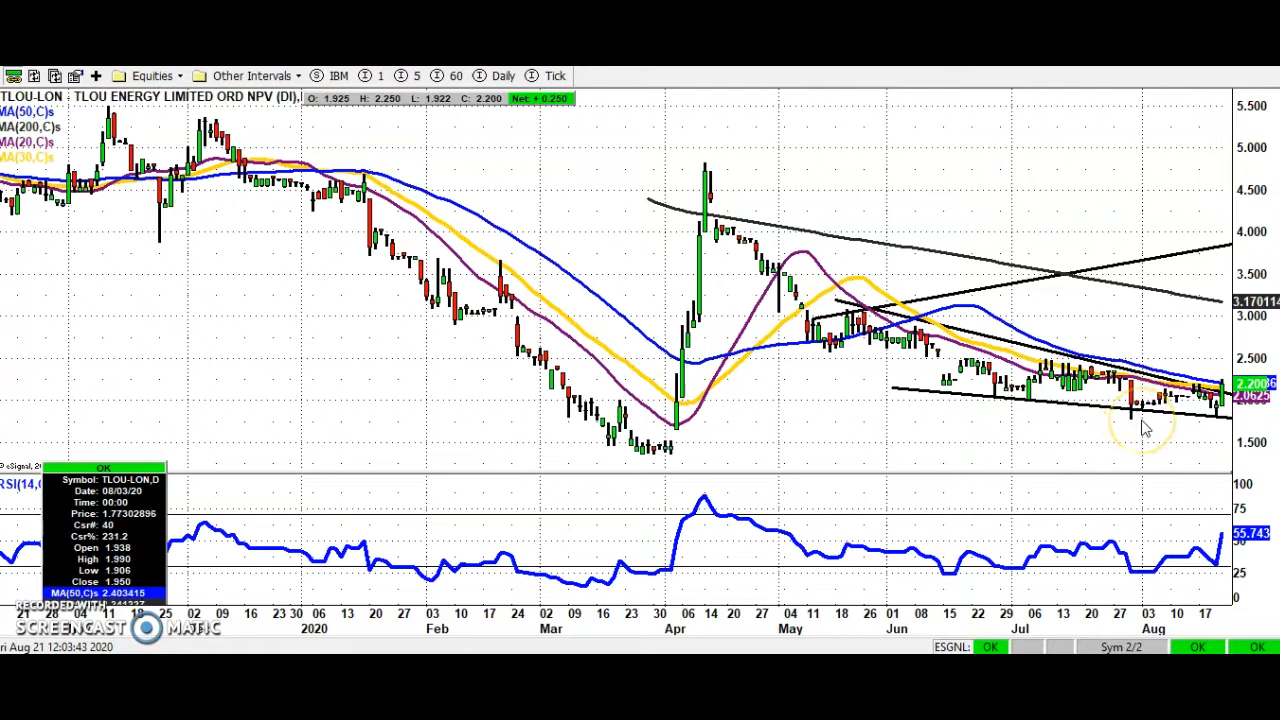 Equities Other Intervals S IBM I 1 I 5 I 60 I Daily I Tick
TLOU-LON - TLOU ENERGY LIMITED ORD NPV (DI), O: 1.925 H: 2.250 L: 1.922 C: 2.200 Net: + 0.250
MA(50,C)s
MA(200,C)s
MA(20,C)s
MA(30,C)s
5.500
5.000
4.500
4.000
3.500
3.170114
3.000
2.500
2.200
2.0625
1.500
© eSignal, 2
OK
Symbol: TLOU-LON,D
Date: 08/03/20
Time: 00:00
Price: 1.77302896
Csr#: 40
Csr%: 231.2
Open 1.938
High 1.990
Low 1.906
Close 1.950
MA(50,C)s 2.403415
RSI(14,
100
75
55.743
25
0
25 02 09 16 23 30 06 13 20 27 03 10 17 24 02 09 16 23 30 06 14 20 27 04 11 18 26 01 08 15 22 29 06 13 20 27 03 10 17
2020 Feb Mar Apr May Jun Jul Aug
RECORDED WITH
SCREENCAST MATIC
ri Aug 21 12:03:43 2020 ESGNL: OK Sym 2/2 OK OK